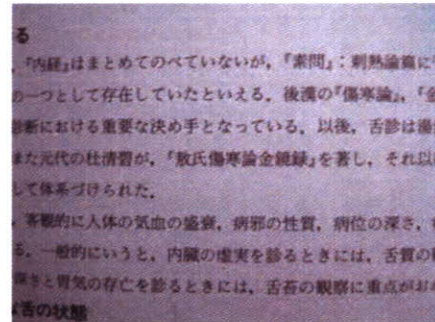 る
,『内経』はまとめてのべていないが,『素問』:刺熱論篇に
の一つとして存在していたといえる.後漢の『傷寒論』,『金
診断における重要な決め手となっている.以後,舌診は
また元代の杜清碧が,『敖氏傷寒論金鏡録』を著し,それ以
して体系づけられた.
,客観的に人体の気血の盛衰,病邪の性質,病位の深さ,
る.一般的にいうと,内臓の虚実を診るときには,舌質の
深さと胃気の存亡を診るときには,舌苔の観察に重点がお
な舌の状態